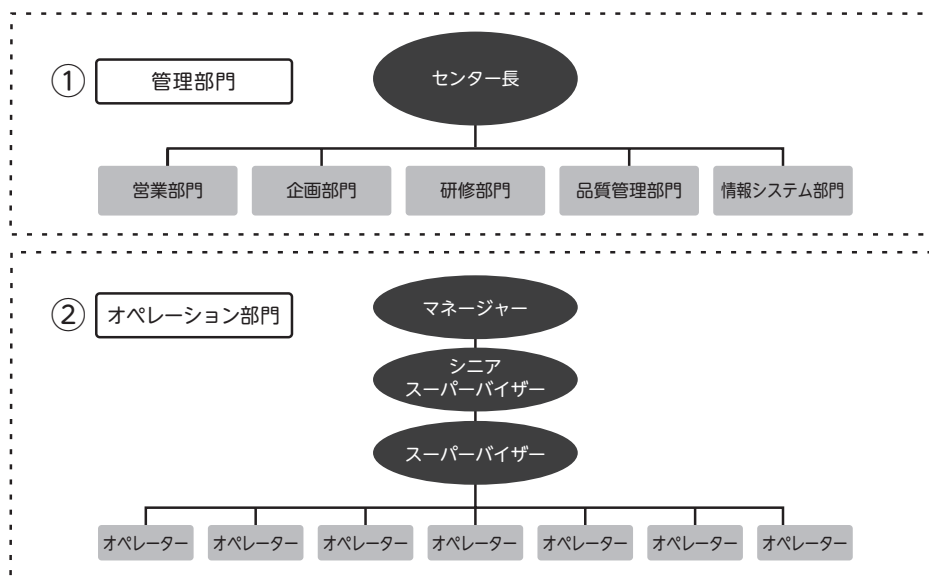 ① 管理部門
センター長
営業部門
企画部門
研修部門
品質管理部門
情報システム部門
② オペレーション部門
マネージャー
シニア
スーパーバイザー
スーパーバイザー
オペレーター
オペレーター
オペレーター
オペレーター
オペレーター
オペレーター
オペレーター